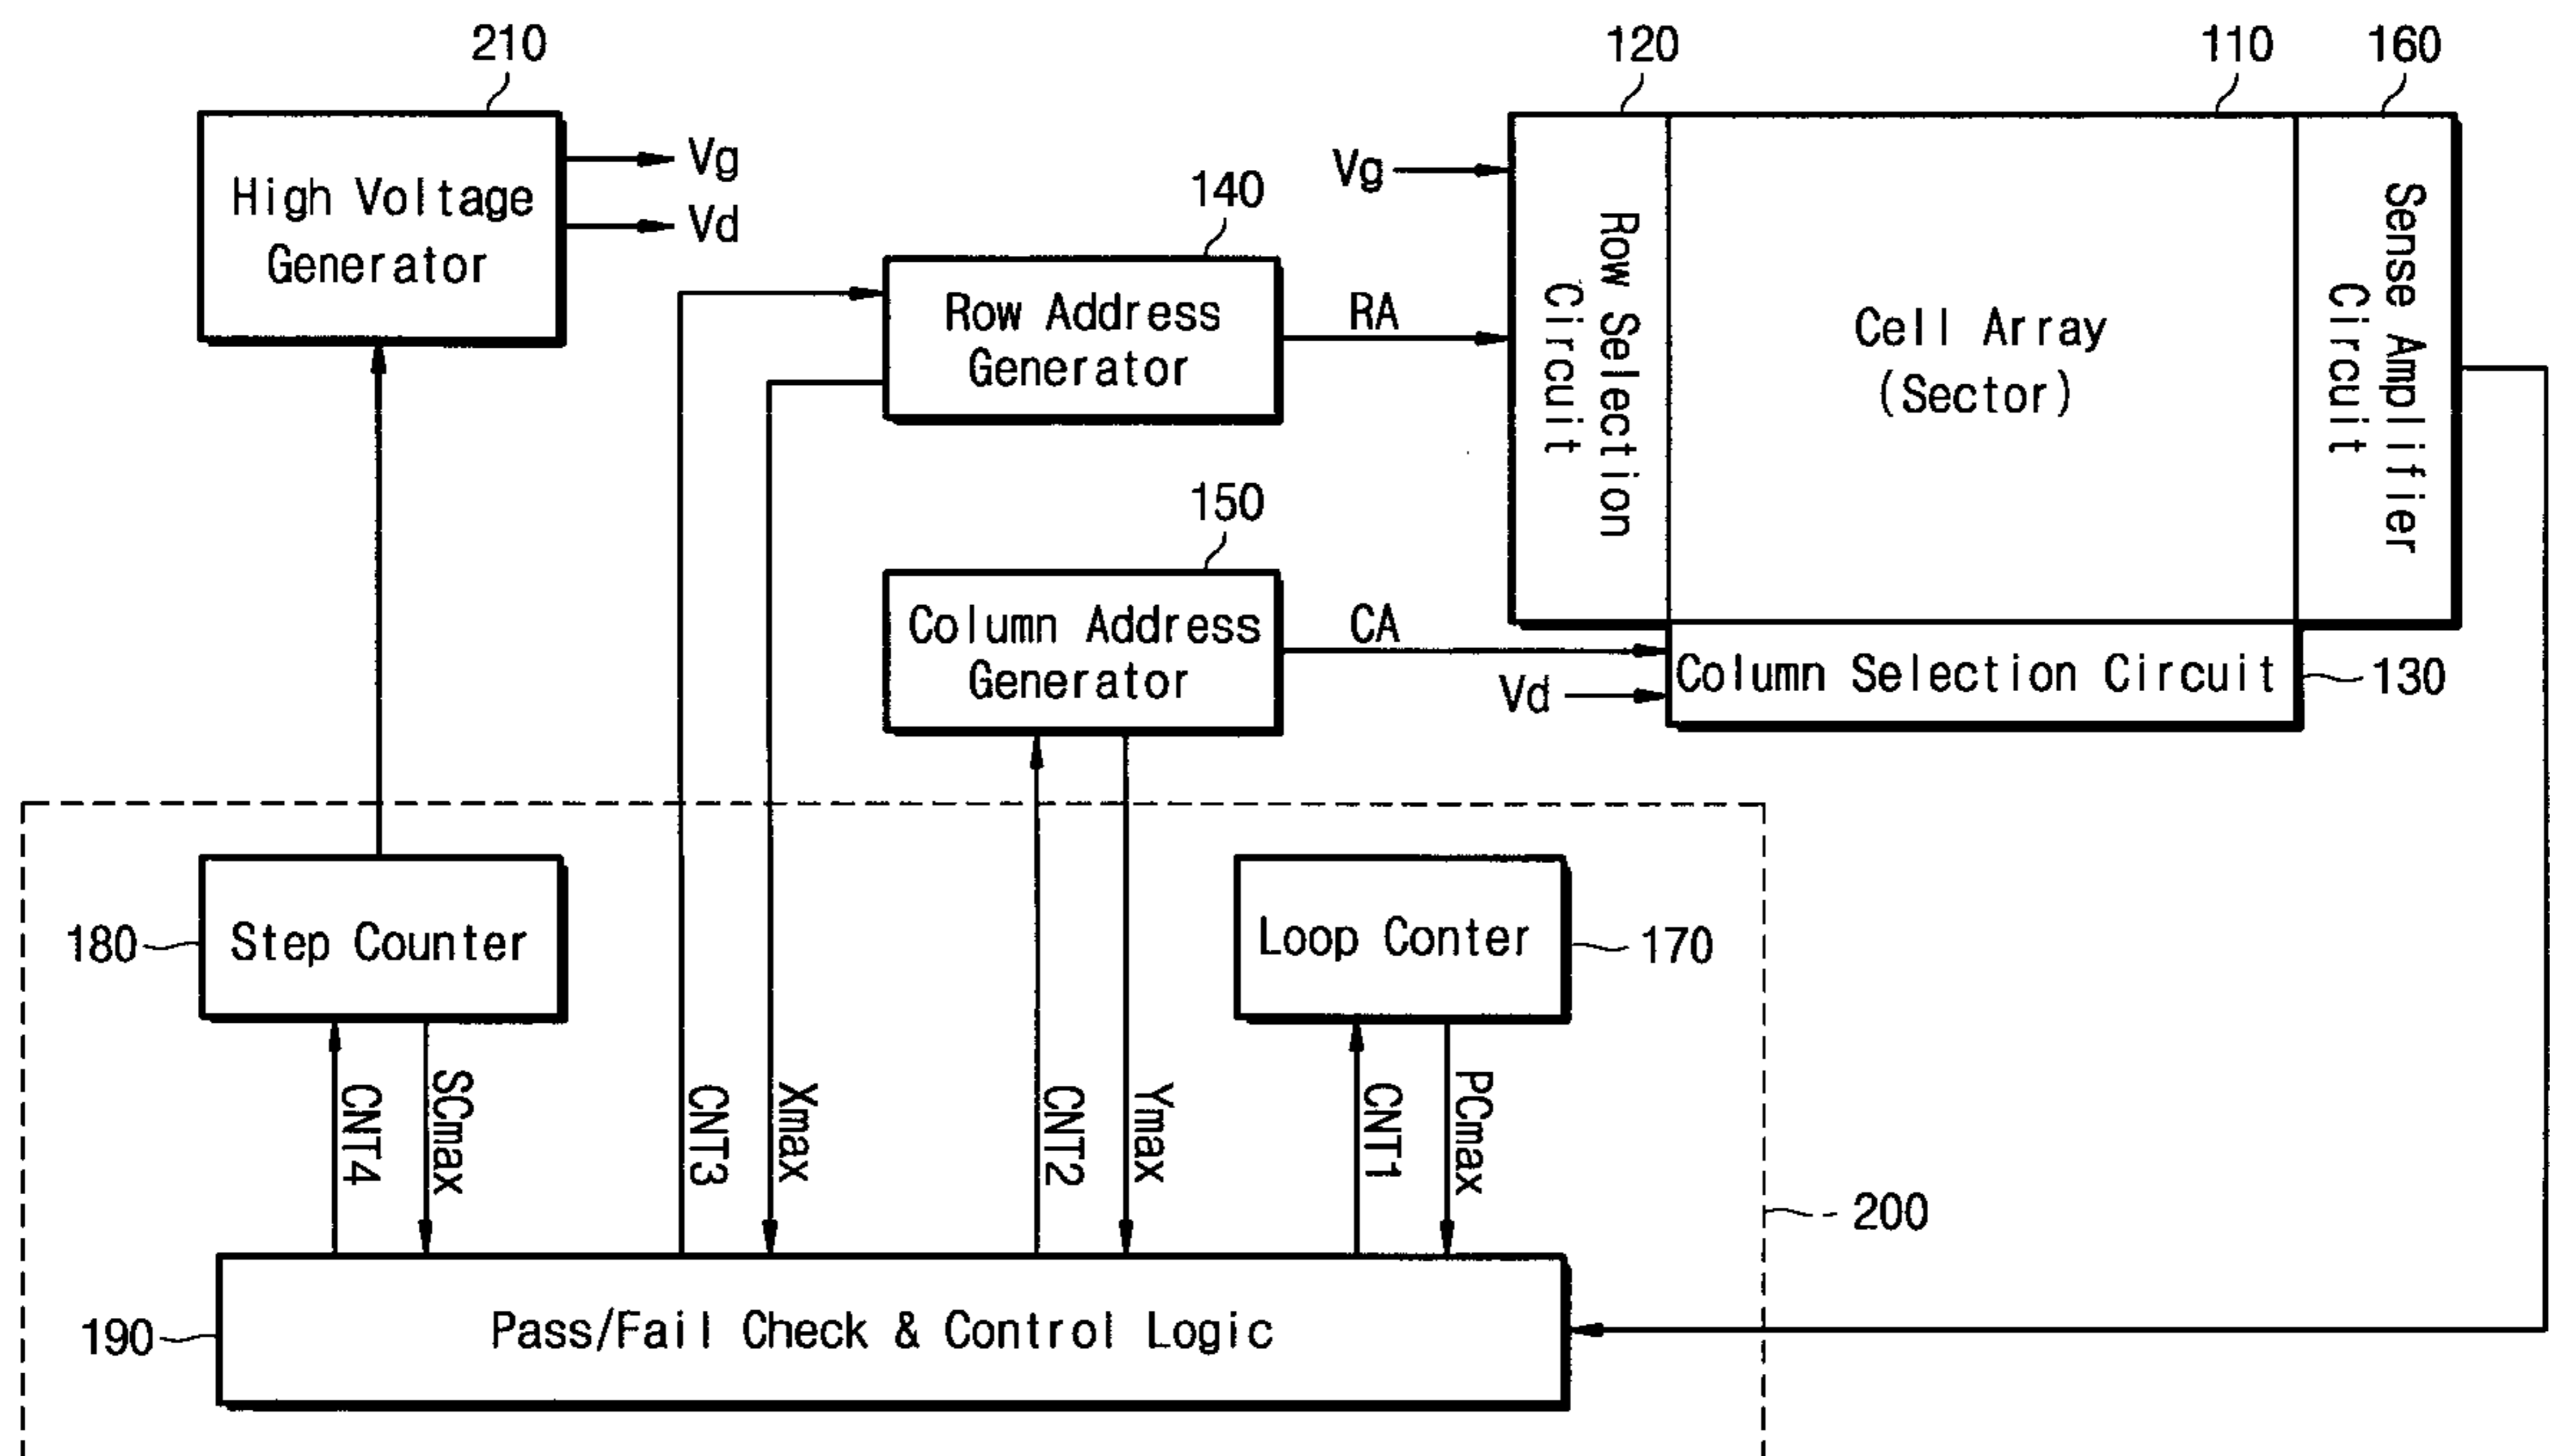 210
120
110
160
High Voltage
Generator
Vg
Vd
Vg
140
Row Address
Generator
RA
Row Selection
Circuit
Cell Array
(Sector)
Sense Amplifier
Circuit
150
Column Address
Generator
CA
Vd
Column Selection Circuit
130
180
Step Counter
Loop Conter
170
CNT4
SCmax
CNT3
Xmax
CNT2
Ymax
CNT1
PCmax
200
190
Pass/Fail Check & Control Logic